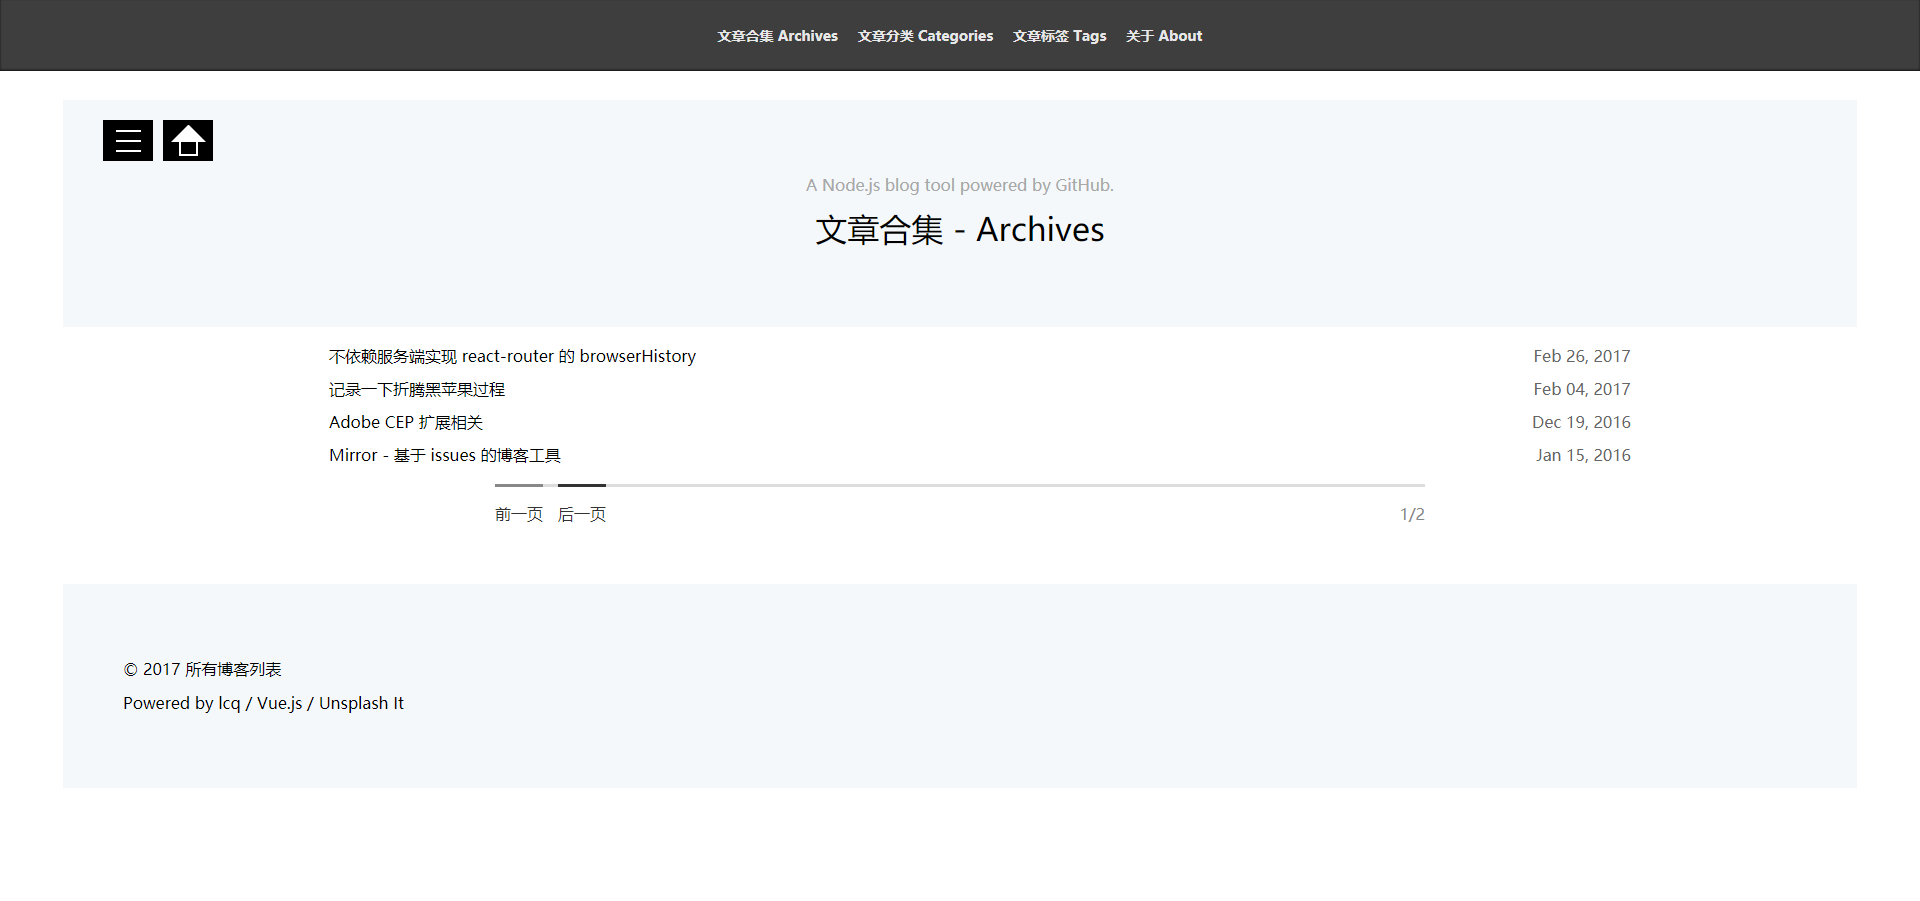 文章合集 Archives 文章分类 Categories 文章标签 Tags 关于 About
A Node.js blog tool powered by GitHub.
文章合集 - Archives
不依赖服务端实现 react-router 的 browserHistory Feb 26, 2017
记录一下折腾黑苹果过程 Feb 04, 2017
Adobe CEP 扩展相关 Dec 19, 2016
Mirror - 基于 issues 的博客工具 Jan 15, 2016
前一页 后一页 1/2
© 2017 所有博客列表
Powered by lcq / Vue.js / Unsplash It